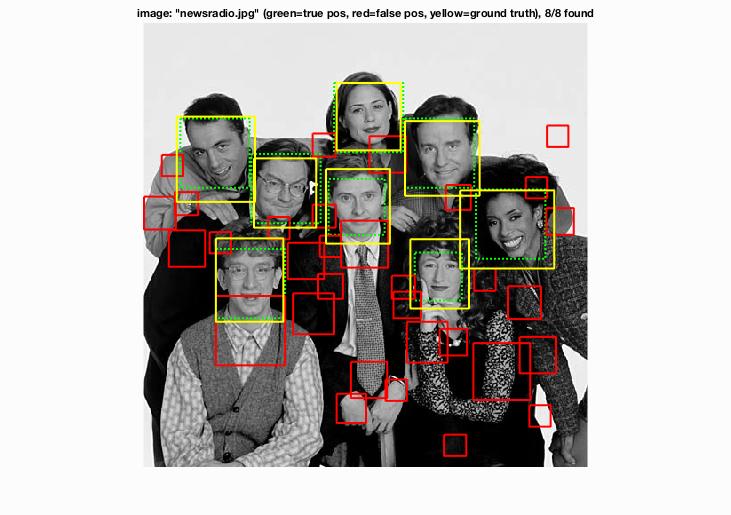 image: "newsradio.jpg" (green=true pos, red=false pos, yellow=ground truth), 8/8 found